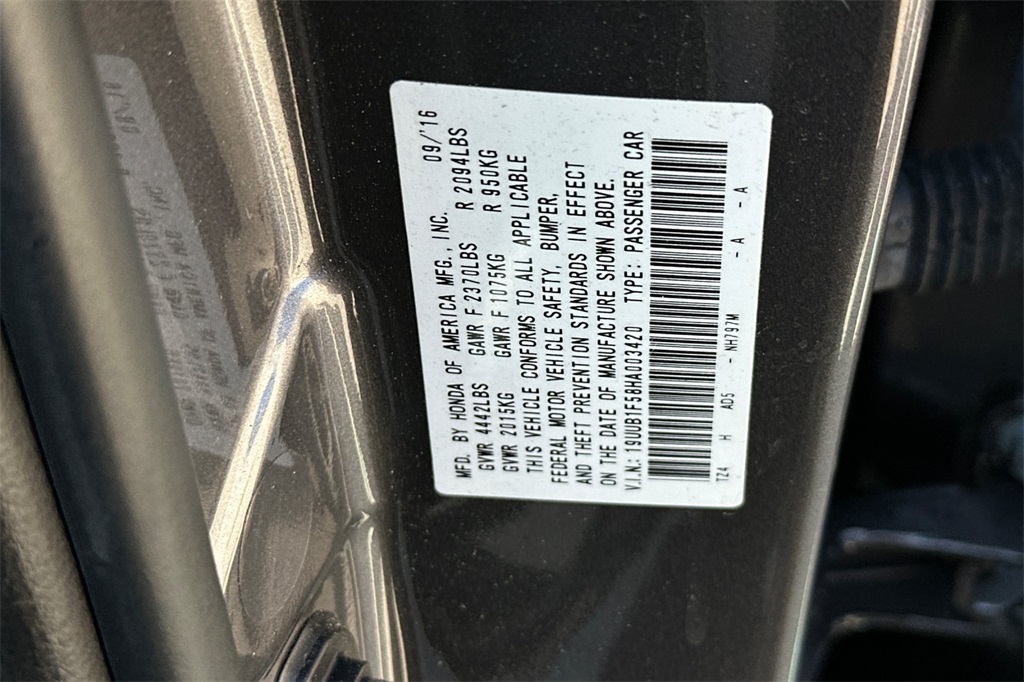 MFD. BY HONDA OF AMERICA MFG., INC. 09/'16
GVWR 4442LBS GAWR F 2370LBS R 2094LBS
GVWR 2015KG GAWR F 1075KG R 950KG
THIS VEHICLE CONFORMS TO ALL APPLICABLE
FEDERAL MOTOR VEHICLE SAFETY, BUMPER,
AND THEFT PREVENTION STANDARDS IN EFFECT
ON THE DATE OF MANUFACTURE SHOWN ABOVE.
V.I.N.: 19UUB1F58HA003420 TYPE: PASSENGER CAR
TZ4 H AD5 - NH797M - A - A